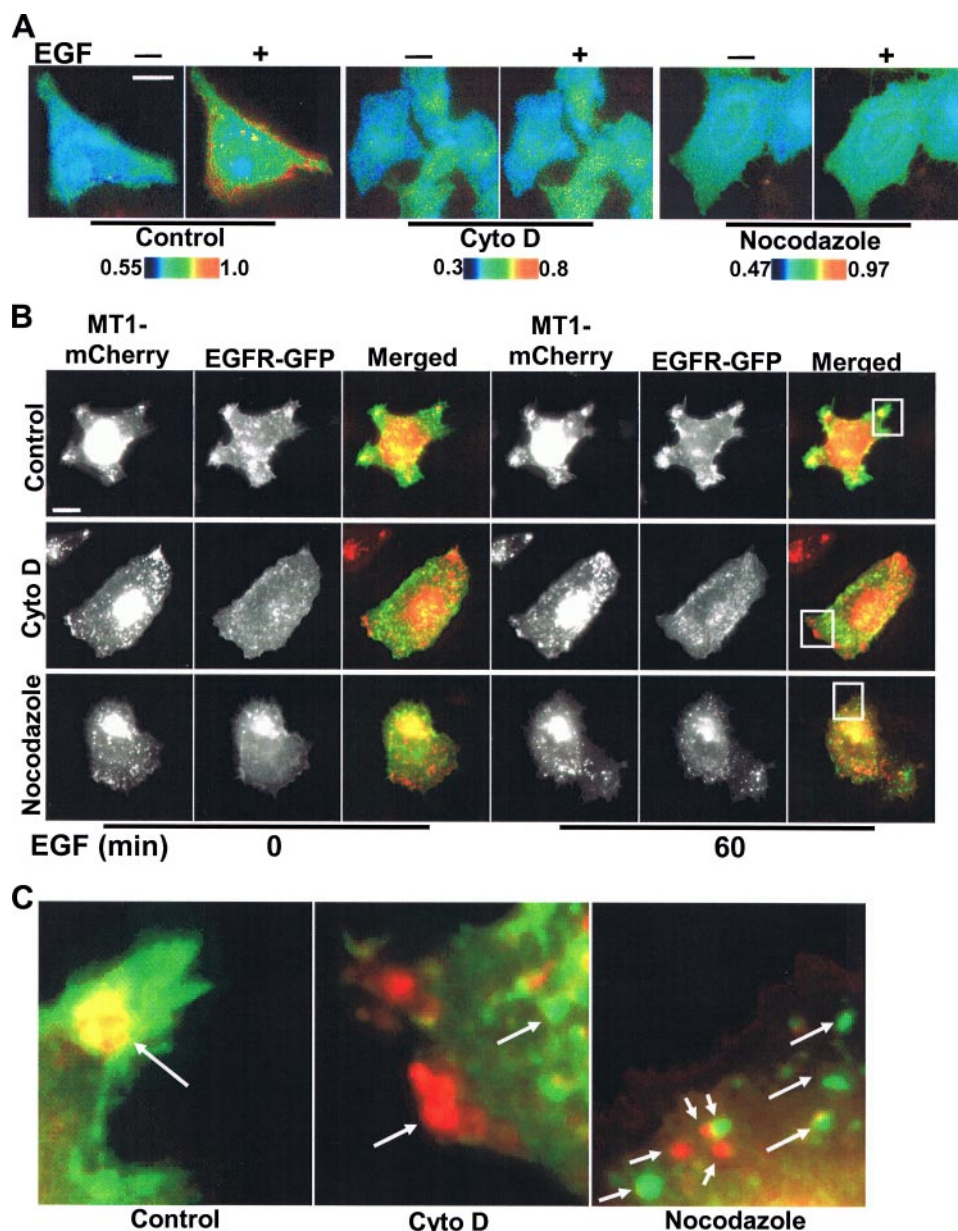 A
EGF — + — + — +
Control Cyto D Nocodazole
0.55 1.0 0.3 0.8 0.47 0.97
B
MT1-mCherry EGFR-GFP Merged MT1-mCherry EGFR-GFP Merged
Control
Cyto D
Nocodazole
EGF (min) 0 60
C
Control Cyto D Nocodazole